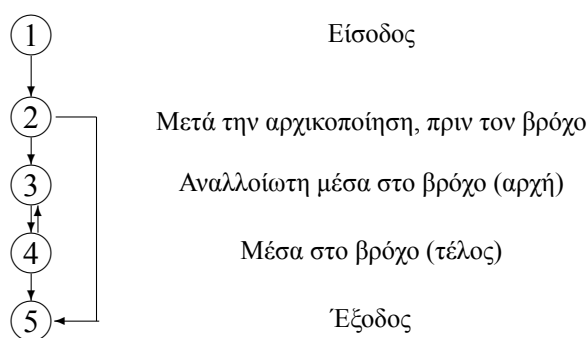 1 Είσοδος
2 Μετά την αρχικοποίηση, πριν τον βρόχο
3 Αναλλοίωτη μέσα στο βρόχο (αρχή)
4 Μέσα στο βρόχο (τέλος)
5 Έξοδος